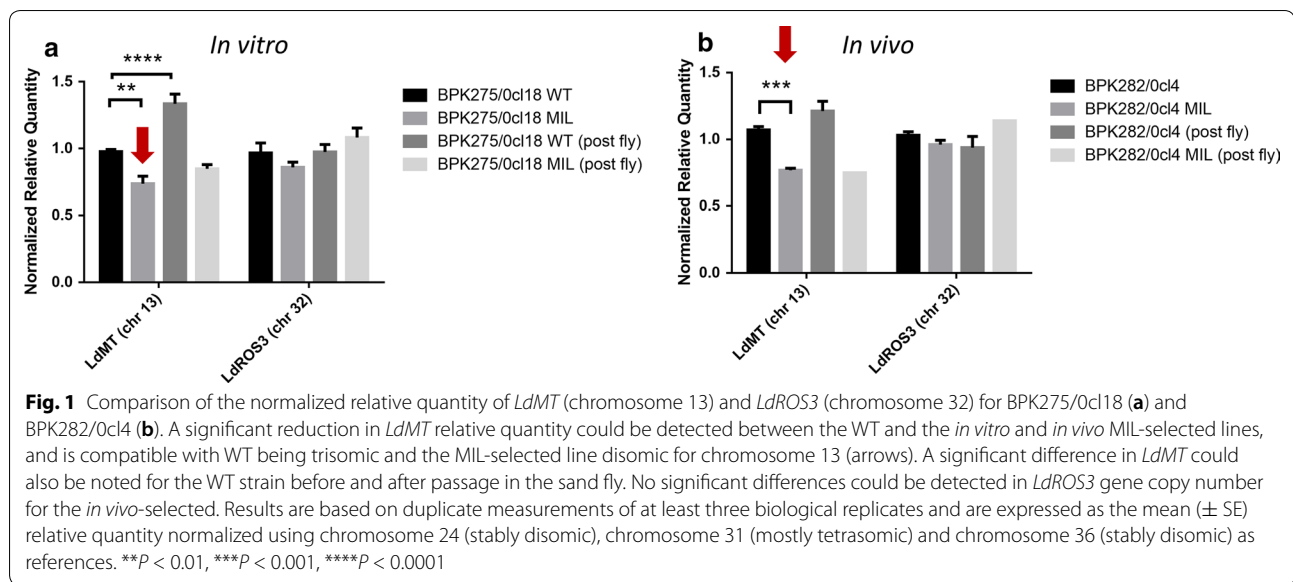 a
In vitro
Normalized Relative Quantity
1.5
1.0
0.5
0.0
**
****
LdMT (chr 13)
LdROS3 (chr 32)
BPK275/0cl18 WT
BPK275/0cl18 MIL
BPK275/0cl18 WT (post fly)
BPK275/0cl18 MIL (post fly)
b
In vivo
Normalized Relative Quantity
1.5
1.0
0.5
0.0
***
LdMT (chr 13)
LdROS3 (chr 32)
BPK282/0cl4
BPK282/0cl4 MIL
BPK282/0cl4 (post fly)
BPK282/0cl4 MIL (post fly)
Fig. 1 Comparison of the normalized relative quantity of LdMT (chromosome 13) and LdROS3 (chromosome 32) for BPK275/0cl18 (a) and
BPK282/0cl4 (b). A significant reduction in LdMT relative quantity could be detected between the WT and the in vitro and in vivo MIL-selected lines,
and is compatible with WT being trisomic and the MIL-selected line disomic for chromosome 13 (arrows). A significant difference in LdMT could
also be noted for the WT strain before and after passage in the sand fly. No significant differences could be detected in LdROS3 gene copy number
for the in vivo-selected. Results are based on duplicate measurements of at least three biological replicates and are expressed as the mean (± SE)
relative quantity normalized using chromosome 24 (stably disomic), chromosome 31 (mostly tetrasomic) and chromosome 36 (stably disomic) as
references. **P < 0.01, ***P < 0.001, ****P < 0.0001